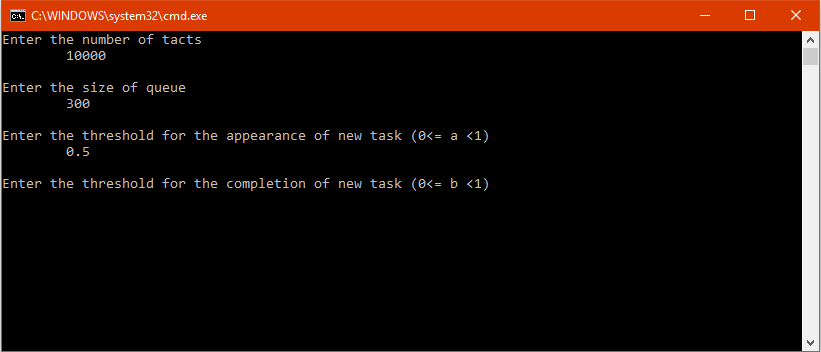 C:\WINDOWS\system32\cmd.exe
Enter the number of tacts
10000
Enter the size of queue
300
Enter the threshold for the appearance of new task (0<= a <1)
0.5
Enter the threshold for the completion of new task (0<= b <1)